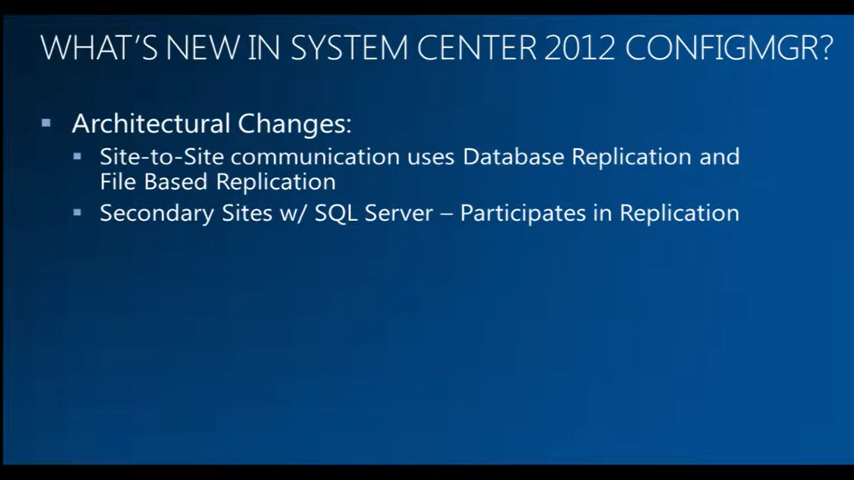 WHAT'S NEW IN SYSTEM CENTER 2012 CONFIGMGR?
Architectural Changes:
Site-to-Site communication uses Database Replication and
File Based Replication
Secondary Sites w/ SQL Server – Participates in Replication